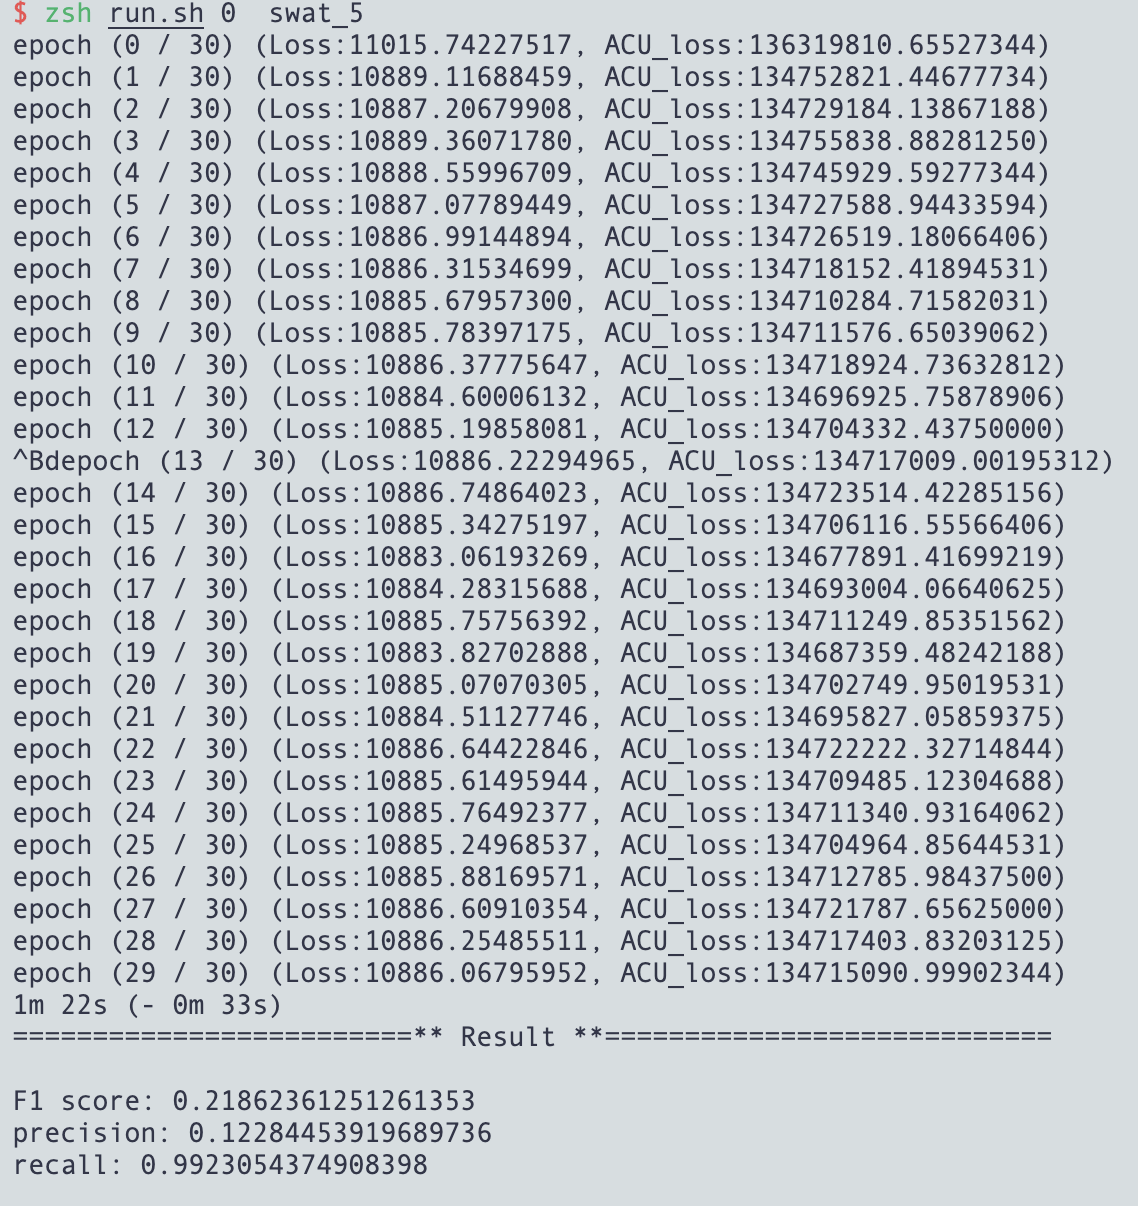 $ zsh run.sh 0  swat_5
epoch (0 / 30) (Loss:11015.74227517, ACU_loss:136319810.65527344)
epoch (1 / 30) (Loss:10889.11688459, ACU_loss:134752821.44677734)
epoch (2 / 30) (Loss:10887.20679908, ACU_loss:134729184.13867188)
epoch (3 / 30) (Loss:10889.36071780, ACU_loss:134755838.88281250)
epoch (4 / 30) (Loss:10888.55996709, ACU_loss:134745929.59277344)
epoch (5 / 30) (Loss:10887.07789449, ACU_loss:134727588.94433594)
epoch (6 / 30) (Loss:10886.99144894, ACU_loss:134726519.18066406)
epoch (7 / 30) (Loss:10886.31534699, ACU_loss:134718152.41894531)
epoch (8 / 30) (Loss:10885.67957300, ACU_loss:134710284.71582031)
epoch (9 / 30) (Loss:10885.78397175, ACU_loss:134711576.65039062)
epoch (10 / 30) (Loss:10886.37775647, ACU_loss:134718924.73632812)
epoch (11 / 30) (Loss:10884.60006132, ACU_loss:134696925.75878906)
epoch (12 / 30) (Loss:10885.19858081, ACU_loss:134704332.43750000)
^Bdepoch (13 / 30) (Loss:10886.22294965, ACU_loss:134717009.00195312)
epoch (14 / 30) (Loss:10886.74864023, ACU_loss:134723514.42285156)
epoch (15 / 30) (Loss:10885.34275197, ACU_loss:134706116.55566406)
epoch (16 / 30) (Loss:10883.06193269, ACU_loss:134677891.41699219)
epoch (17 / 30) (Loss:10884.28315688, ACU_loss:134693004.06640625)
epoch (18 / 30) (Loss:10885.75756392, ACU_loss:134711249.85351562)
epoch (19 / 30) (Loss:10883.82702888, ACU_loss:134687359.48242188)
epoch (20 / 30) (Loss:10885.07070305, ACU_loss:134702749.95019531)
epoch (21 / 30) (Loss:10884.51127746, ACU_loss:134695827.05859375)
epoch (22 / 30) (Loss:10886.64422846, ACU_loss:134722222.32714844)
epoch (23 / 30) (Loss:10885.61495944, ACU_loss:134709485.12304688)
epoch (24 / 30) (Loss:10885.76492377, ACU_loss:134711340.93164062)
epoch (25 / 30) (Loss:10885.24968537, ACU_loss:134704964.85644531)
epoch (26 / 30) (Loss:10885.88169571, ACU_loss:134712785.98437500)
epoch (27 / 30) (Loss:10886.60910354, ACU_loss:134721787.65625000)
epoch (28 / 30) (Loss:10886.25485511, ACU_loss:134717403.83203125)
epoch (29 / 30) (Loss:10886.06795952, ACU_loss:134715090.99902344)
1m 22s (- 0m 33s)
=========================** Result **============================
F1 score: 0.21862361251261353
precision: 0.12284453919689736
recall: 0.9923054374908398